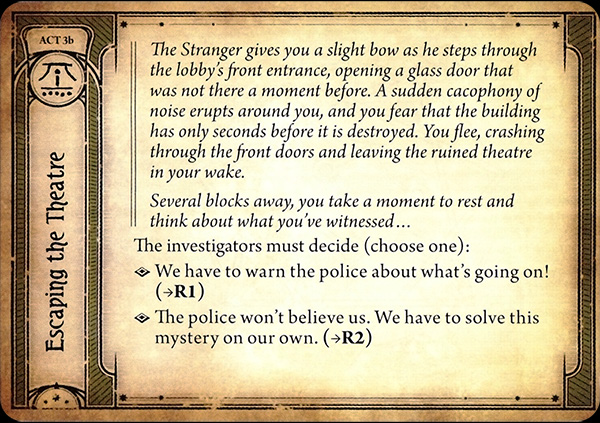 ACT 3b
Escaping the Theatre
The Stranger gives you a slight bow as he steps through
the lobby's front entrance, opening a glass door that
was not there a moment before. A sudden cacophony of
noise erupts around you, and you fear that the building
has only seconds before it is destroyed. You flee, crashing
through the front doors and leaving the ruined theatre
in your wake.
Several blocks away, you take a moment to rest and
think about what you've witnessed…
The investigators must decide (choose one):
We have to warn the police about what's going on!
(→R1)
The police won't believe us. We have to solve this
mystery on our own. (→R2)